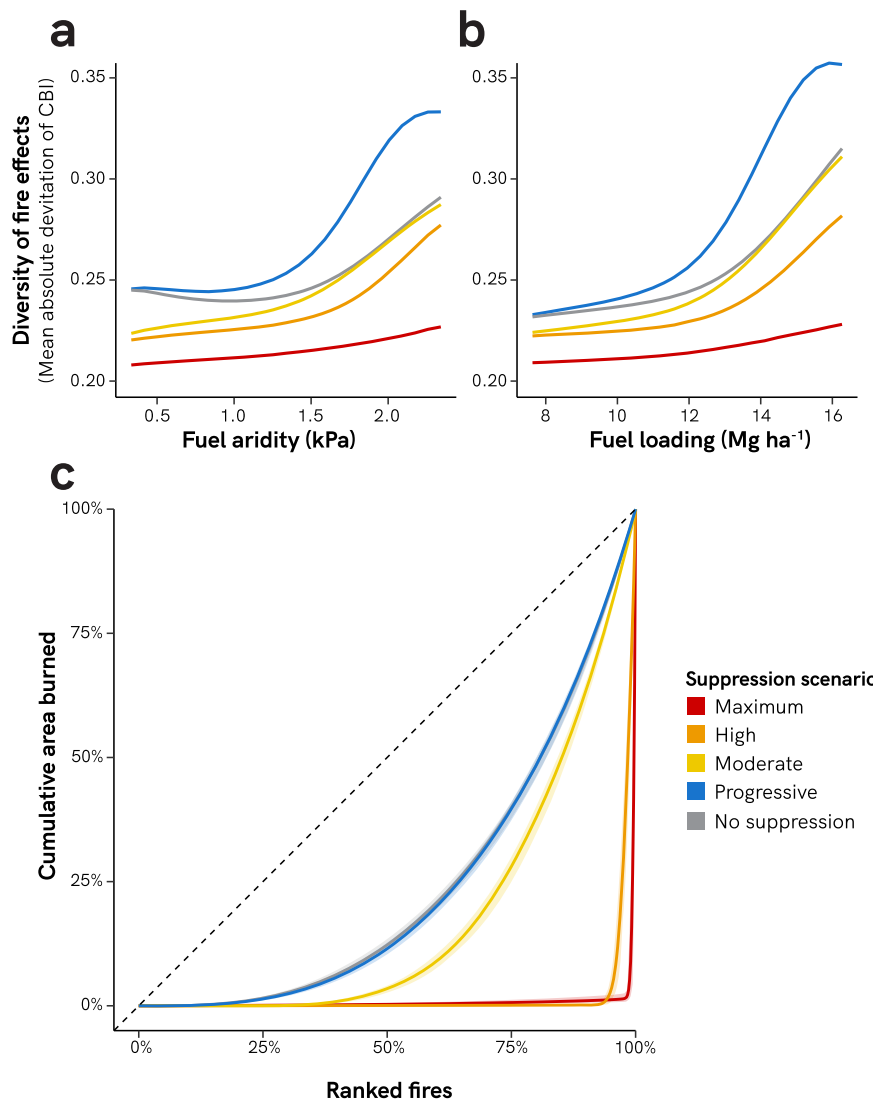 a
b
Diversity of fire effects
(Mean absolute devitation of CBI)
0.35
0.30
0.25
0.20
0.5 1.0 1.5 2.0
Fuel aridity (kPa)
0.35
0.30
0.25
0.20
8 10 12 14 16
Fuel loading (Mg ha⁻¹)
c
Cumulative area burned
100%
75%
50%
25%
0%
0% 25% 50% 75% 100%
Ranked fires
Suppression scenaric
Maximum
High
Moderate
Progressive
No suppression